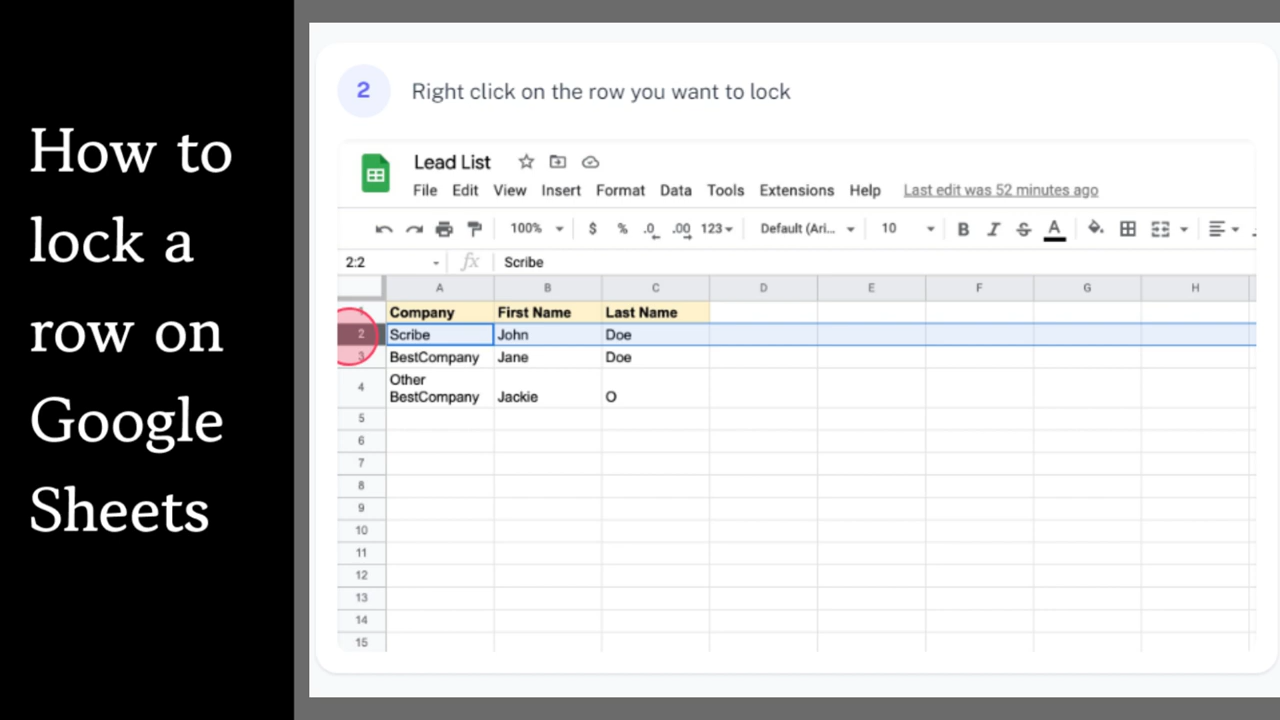 How to
lock a
row on
Google
Sheets
2 Right click on the row you want to lock
Lead List
File Edit View Insert Format Data Tools Extensions Help Last edit was 52 minutes ago
100% $ % .0 .00 123 Default (Ari... 10 B I S A
2:2 fx Scribe
A B C D E F G H
Company First Name Last Name
2 Scribe John Doe
3 BestCompany Jane Doe
4 Other BestCompany Jackie O
5
6
7
8
9
10
11
12
13
14
15